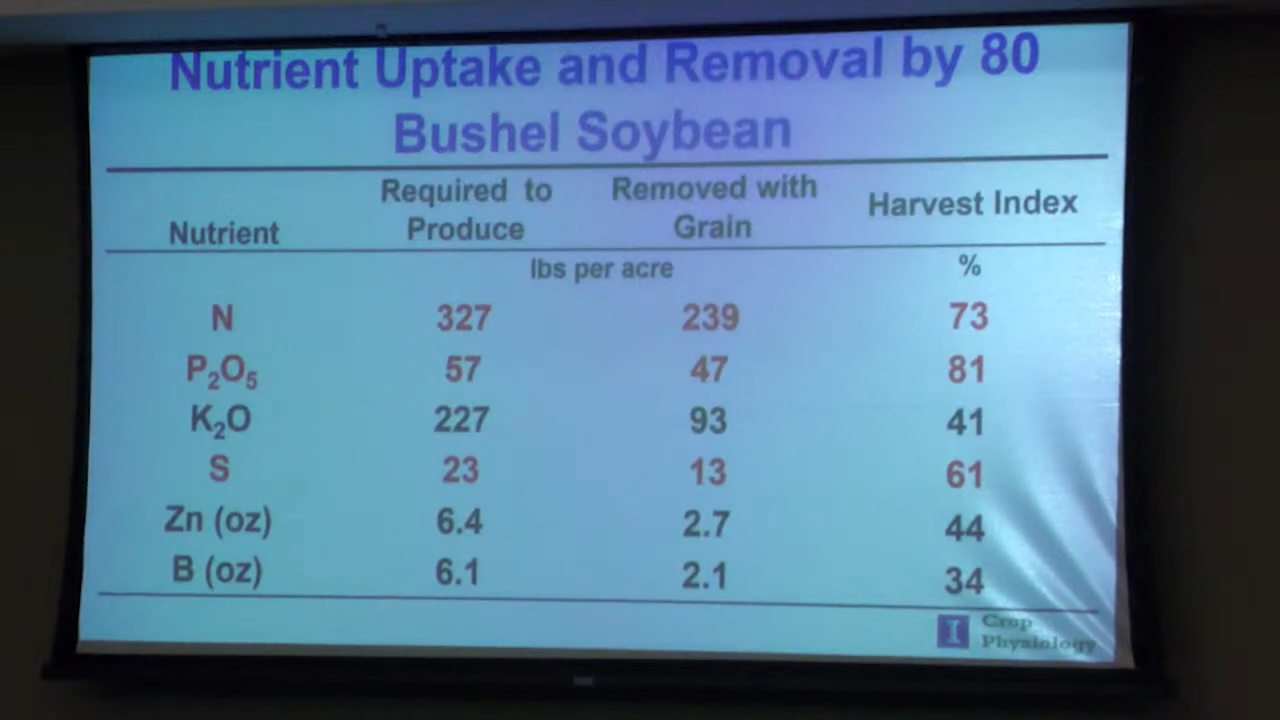 Nutrient Uptake and Removal by 80
Bushel Soybean
Nutrient Required to Produce Removed with Grain Harvest Index
lbs per acre %
N 327 239 73
P₂O₅ 57 47 81
K₂O 227 93 41
S 23 13 61
Zn (oz) 6.4 2.7 44
B (oz) 6.1 2.1 34
I Crop
Physiology